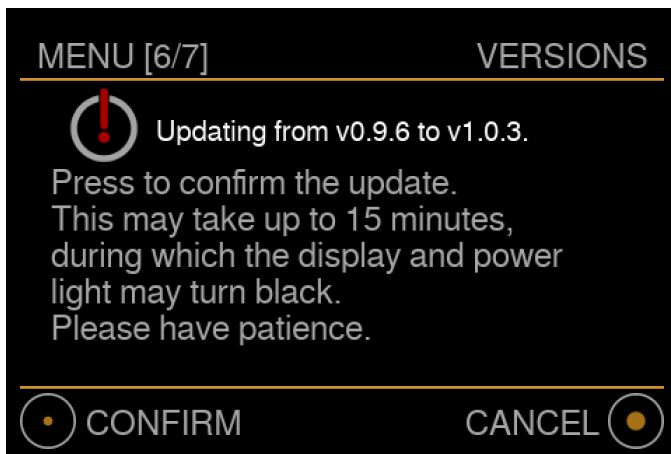 MENU [6/7] VERSIONS
Updating from v0.9.6 to v1.0.3.
Press to confirm the update.
This may take up to 15 minutes,
during which the display and power
light may turn black.
Please have patience.
CONFIRM CANCEL